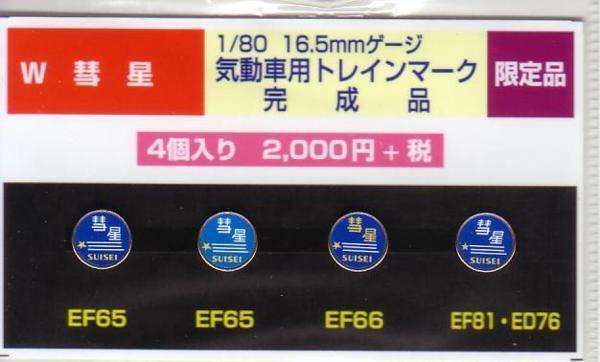 W 彗星
1/80 16.5mmゲージ
気動車用トレインマーク
完成品
限定品
4個入り 2,000円+税
彗星
SUISEI
彗星
SUISEI
彗星
SUISEI
彗星
SUISEI
EF65
EF65
EF66
EF81・ED76